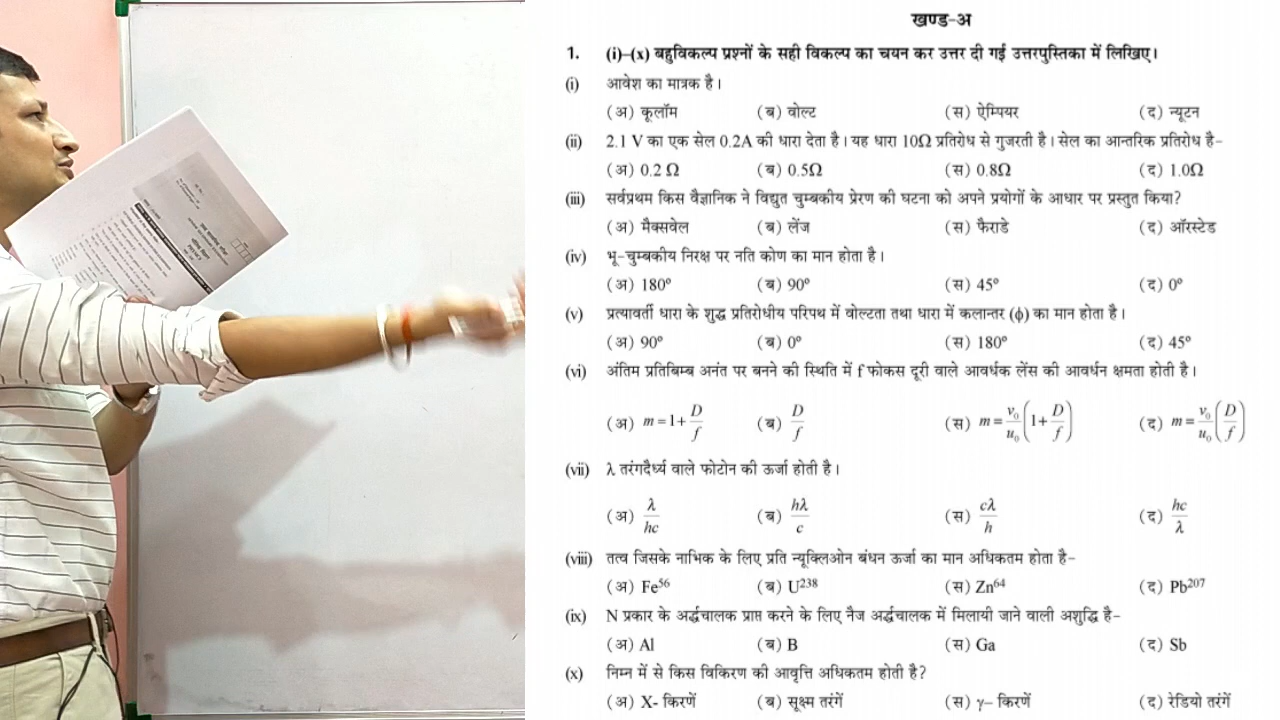 खण्ड-अ
1. (i)-(x) बहुविकल्प प्रश्नों के सही विकल्प का चयन कर उत्तर दी गई उत्तरपुस्तिका में लिखिए।
(i) आवेश का मात्रक है।
(अ) कूलॉम (ब) वोल्ट (स) ऐम्पियर (द) न्यूटन
(ii) 2.1 V का एक सेल 0.2A की धारा देता है। यह धारा 10Ω प्रतिरोध से गुजरती है। सेल का आन्तरिक प्रतिरोध है-
(अ) 0.2 Ω (ब) 0.5Ω (स) 0.8Ω (द) 1.0Ω
(iii) सर्वप्रथम किस वैज्ञानिक ने विद्युत चुम्बकीय प्रेरण की घटना को अपने प्रयोगों के आधार पर प्रस्तुत किया?
(अ) मैक्सवेल (ब) लेंज (स) फैराडे (द) ऑरस्टेड
(iv) भू-चुम्बकीय निरक्ष पर नति कोण का मान होता है।
(अ) 180° (ब) 90° (स) 45° (द) 0°
(v) प्रत्यावर्ती धारा के शुद्ध प्रतिरोधीय परिपथ में वोल्टता तथा धारा में कलान्तर (ϕ) का मान होता है।
(अ) 90° (ब) 0° (स) 180° (द) 45°
(vi) अंतिम प्रतिबिम्ब अनंत पर बनने की स्थिति में f फोकस दूरी वाले आवर्धक लेंस की आवर्धन क्षमता होती है।
(अ) m = 1 + D/f (ब) D/f (स) m = v₀/u₀ (1 + D/f) (द) m = v₀/u₀ (D/f)
(vii) λ तरंगदैर्ध्य वाले फोटोन की ऊर्जा होती है।
(अ) λ/hc (ब) hλ/c (स) cλ/h (द) hc/λ
(viii) तत्व जिसके नाभिक के लिए प्रति न्यूक्लिओन बंधन ऊर्जा का मान अधिकतम होता है-
(अ) Fe⁵⁶ (ब) U²³⁸ (स) Zn⁶⁴ (द) Pb²⁰⁷
(ix) N प्रकार के अर्द्धचालक प्राप्त करने के लिए नैज अर्द्धचालक में मिलायी जाने वाली अशुद्धि है-
(अ) Al (ब) B (स) Ga (द) Sb
(x) निम्न में से किस विकिरण की आवृत्ति अधिकतम होती है?
(अ) X- किरणें (ब) सूक्ष्म तरंगें (स) γ- किरणें (द) रेडियो तरंगें